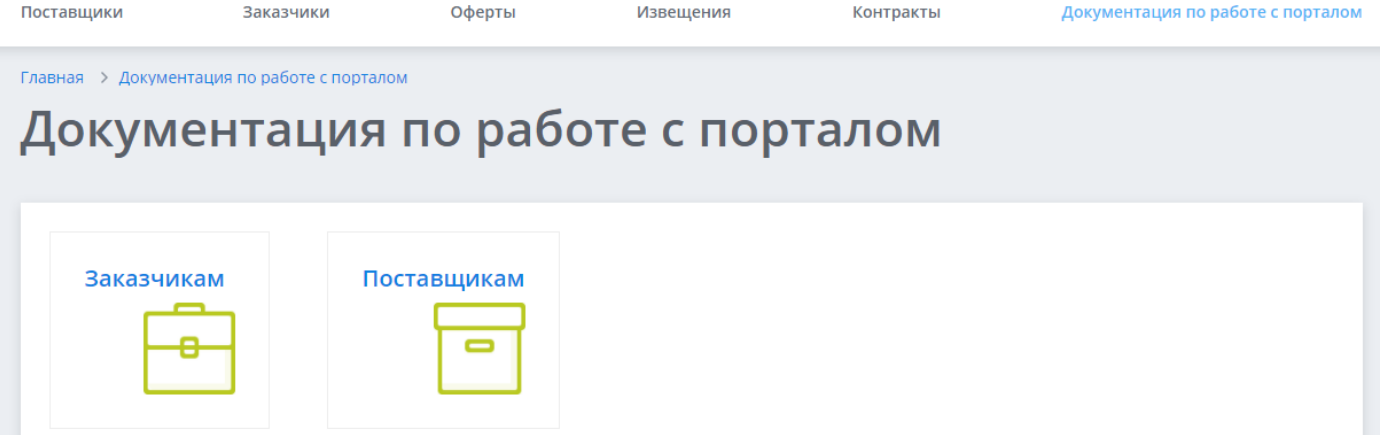 Поставщики Заказчики Оферты Извещения Контракты Документация по работе с порталом
Главная > Документация по работе с порталом
Документация по работе с порталом
Заказчикам Поставщикам